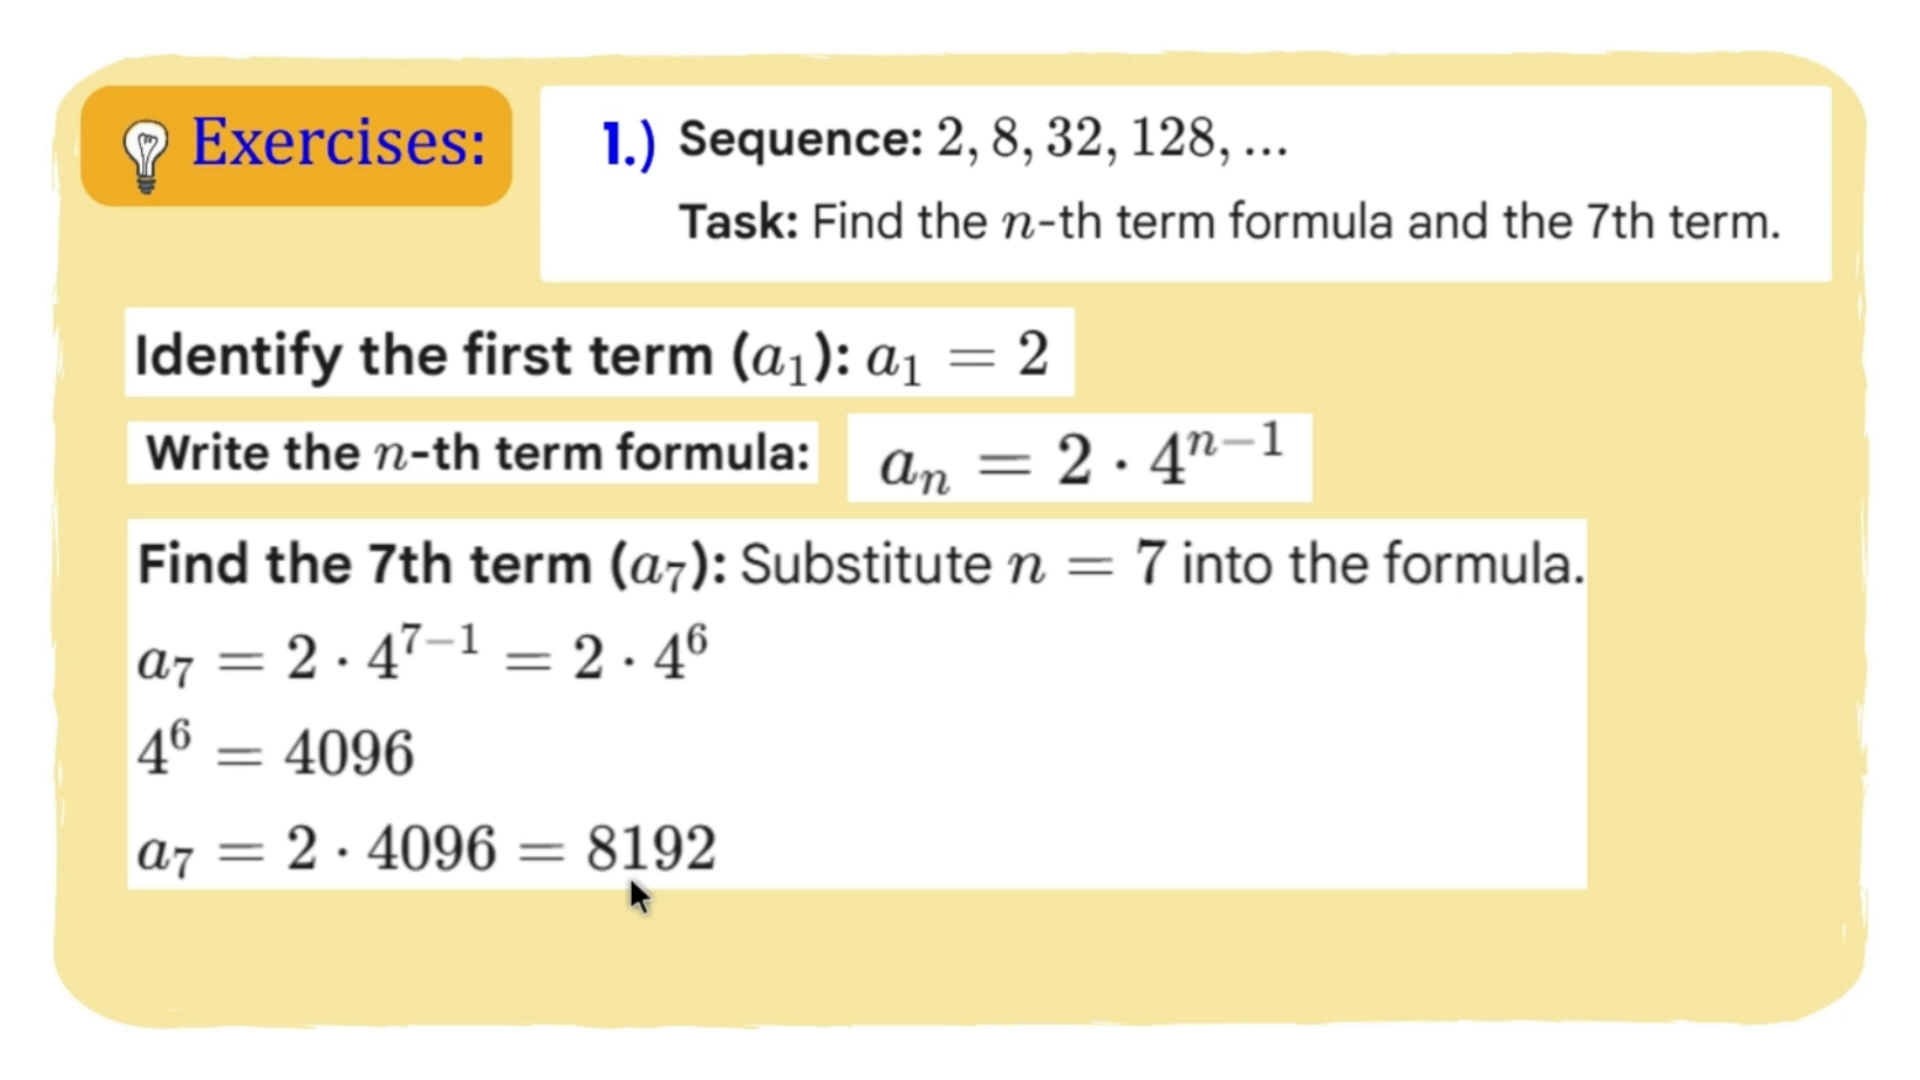 Exercises:
1.) Sequence: 2, 8, 32, 128, ...
Task: Find the n-th term formula and the 7th term.
Identify the first term (a₁): a₁ = 2
Write the n-th term formula: aₙ = 2 · 4ⁿ⁻¹
Find the 7th term (a₇): Substitute n = 7 into the formula.
a₇ = 2 · 4⁷⁻¹ = 2 · 4⁶
4⁶ = 4096
a₇ = 2 · 4096 = 8192